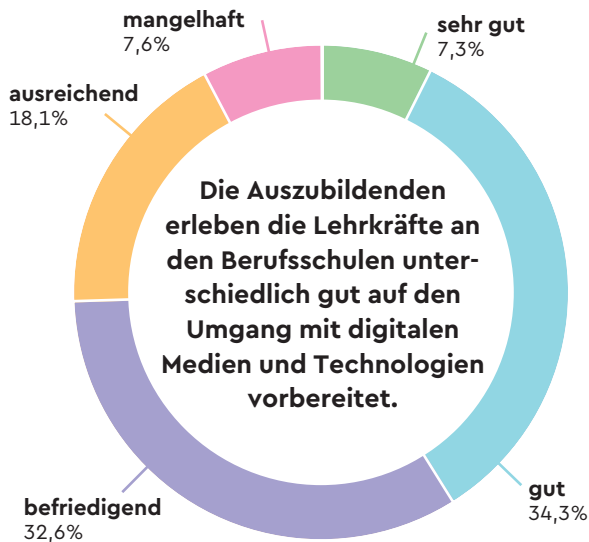 mangelhaft
7,6%
sehr gut
7,3%
ausreichend
18,1%
Die Auszubildenden
erleben die Lehrkräfte an
den Berufsschulen unter-
schiedlich gut auf den
Umgang mit digitalen
Medien und Technologien
vorbereitet.
befriedigend
32,6%
gut
34,3%